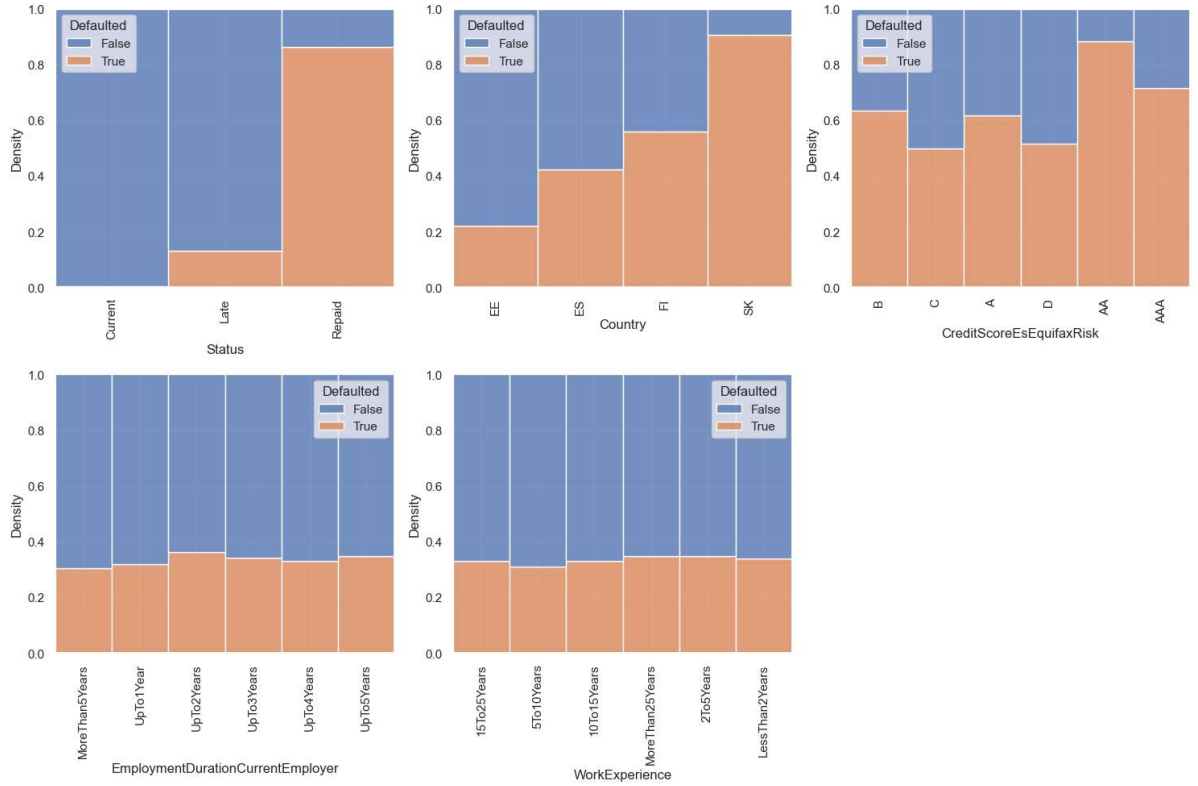 1.0
0.8
0.6
0.4
0.2
0.0
Density
Defaulted
False
True
Current
Late
Repaid
Status
1.0
0.8
0.6
0.4
0.2
0.0
Density
Defaulted
False
True
EE
ES
FI
SK
Country
1.0
0.8
0.6
0.4
0.2
0.0
Density
Defaulted
False
True
B
C
A
D
AA
AAA
CreditScoreEsEquifaxRisk
1.0
0.8
0.6
0.4
0.2
0.0
Density
Defaulted
False
True
MoreThan5Years
UpTo1Year
UpTo2Years
UpTo3Years
UpTo4Years
UpTo5Years
EmploymentDurationCurrentEmployer
1.0
0.8
0.6
0.4
0.2
0.0
Density
Defaulted
False
True
15To25Years
5To10Years
10To15Years
MoreThan25Years
2To5Years
LessThan2Years
WorkExperience